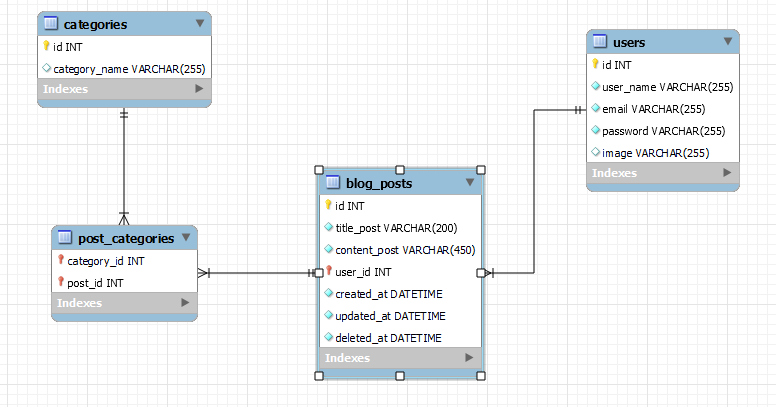 categories
id INT
category_name VARCHAR(255)
Indexes
users
id INT
user_name VARCHAR(255)
email VARCHAR(255)
password VARCHAR(255)
image VARCHAR(255)
Indexes
blog_posts
id INT
title_post VARCHAR(200)
content_post VARCHAR(450)
user_id INT
created_at DATETIME
updated_at DATETIME
deleted_at DATETIME
Indexes
post_categories
category_id INT
post_id INT
Indexes